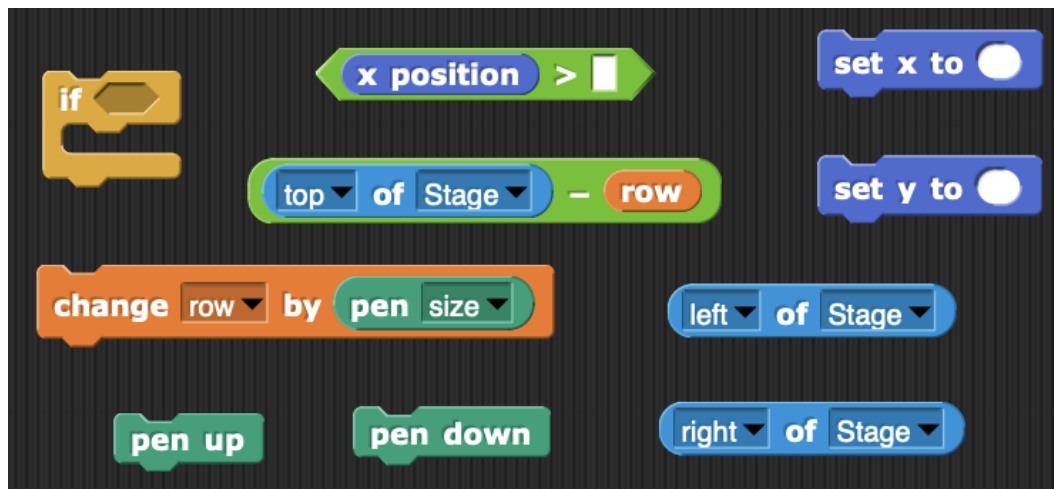 if
x position >
set x to
top of Stage – row
set y to
change row by pen size
left of Stage
pen up
pen down
right of Stage